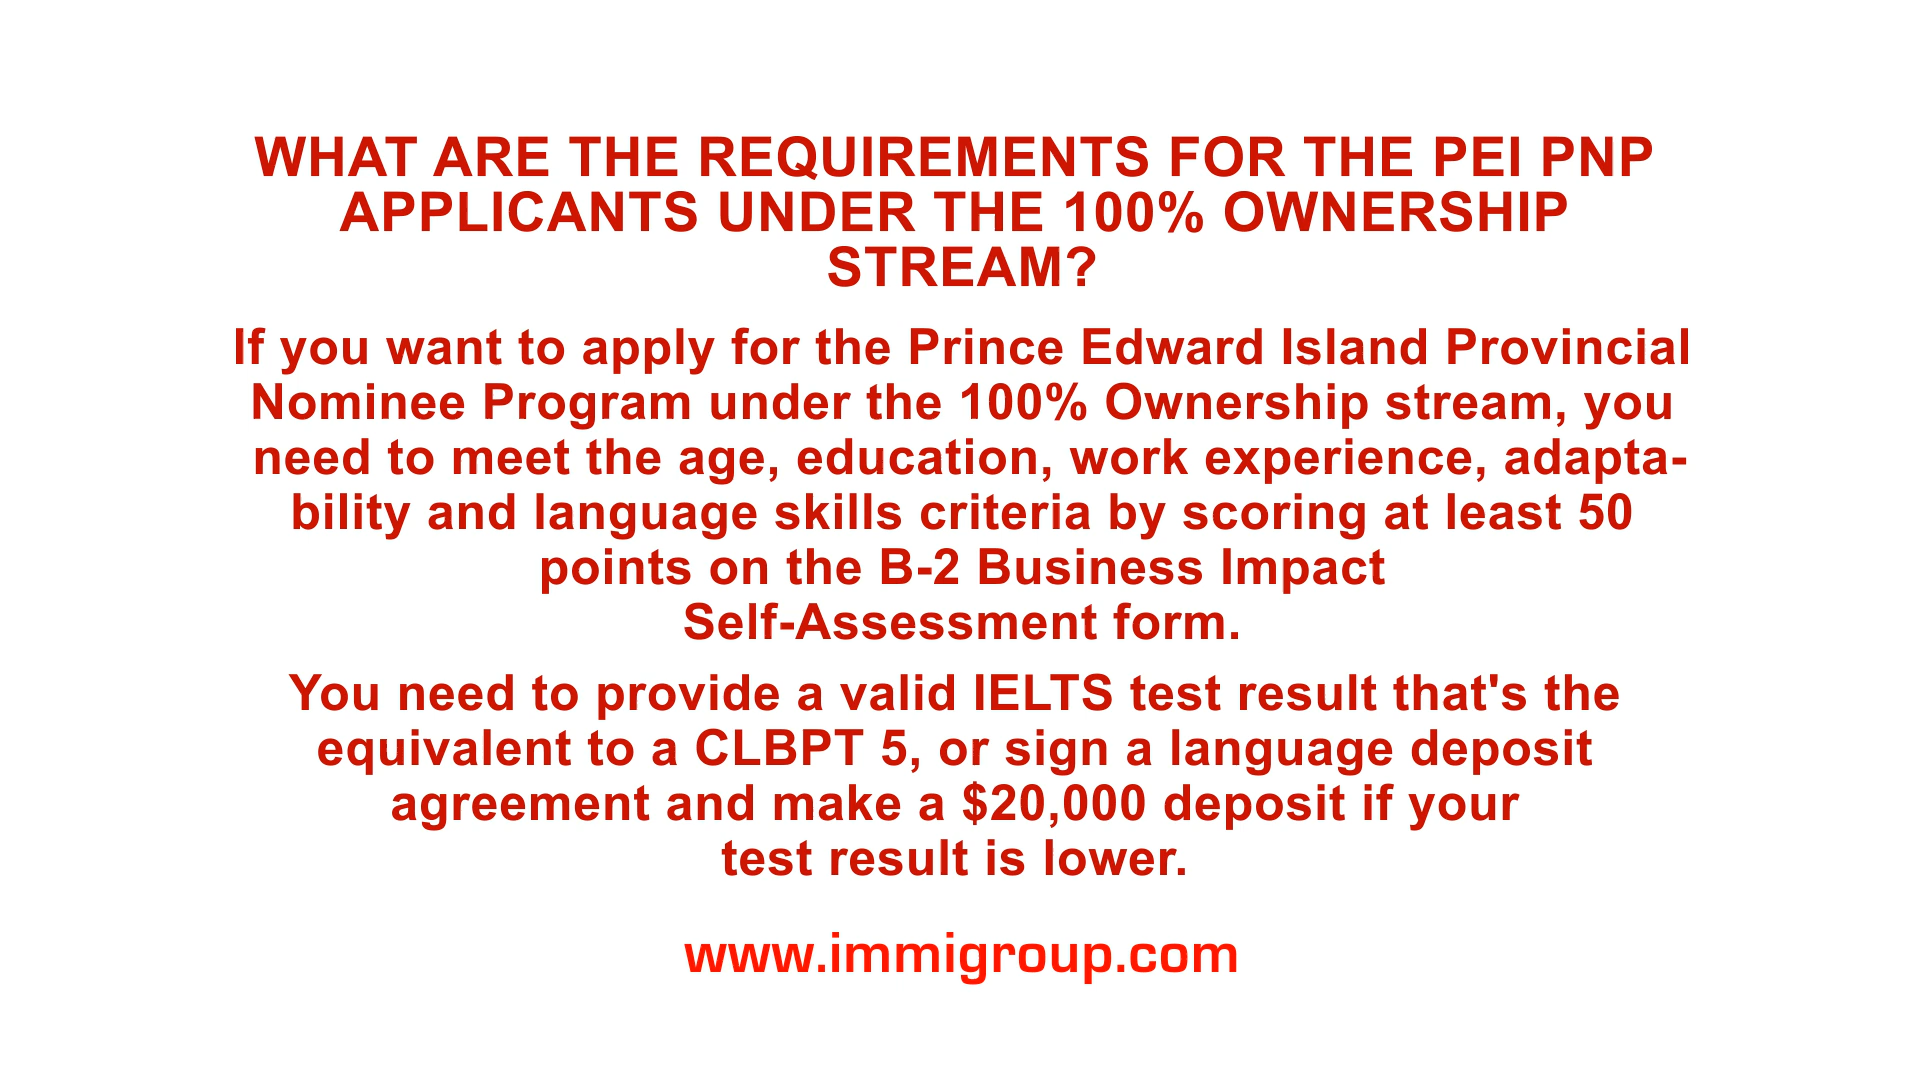 WHAT ARE THE REQUIREMENTS FOR THE PEI PNP
APPLICANTS UNDER THE 100% OWNERSHIP
STREAM?
If you want to apply for the Prince Edward Island Provincial
Nominee Program under the 100% Ownership stream, you
need to meet the age, education, work experience, adapta-
bility and language skills criteria by scoring at least 50
points on the B-2 Business Impact
Self-Assessment form.
You need to provide a valid IELTS test result that's the
equivalent to a CLBPT 5, or sign a language deposit
agreement and make a $20,000 deposit if your
test result is lower.
www.immigroup.com